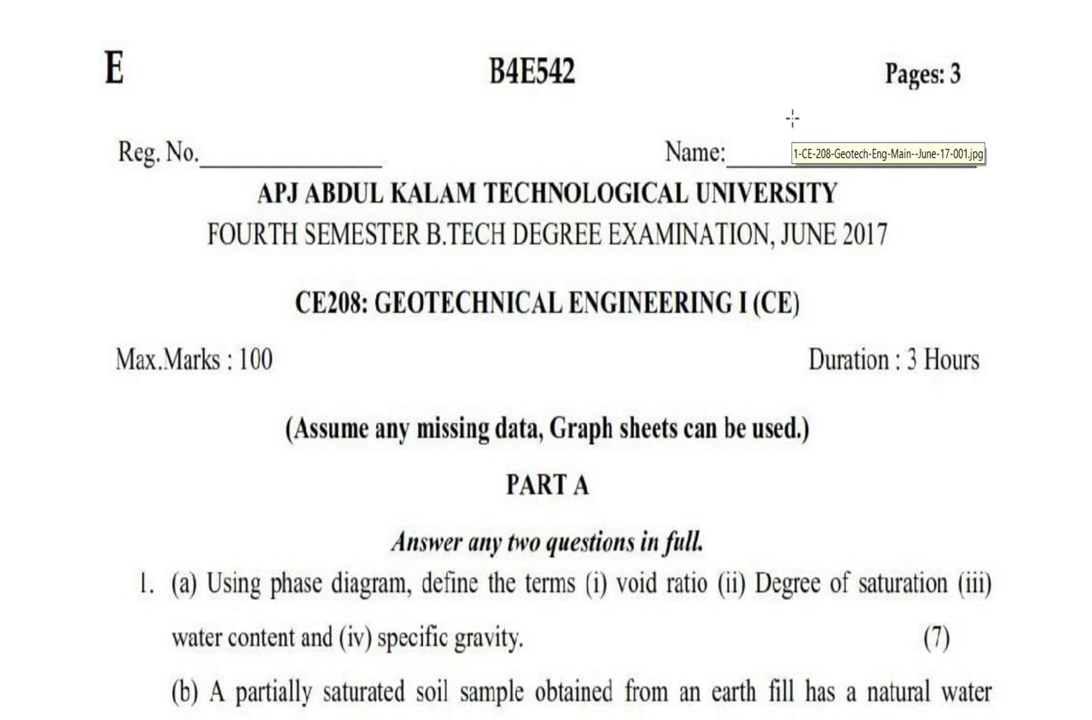 E B4E542 Pages: 3
Reg. No.______________ Name:______________
1-CE-208-Geotech-Eng-Main--June-17-001.jpg
APJ ABDUL KALAM TECHNOLOGICAL UNIVERSITY
FOURTH SEMESTER B.TECH DEGREE EXAMINATION, JUNE 2017
CE208: GEOTECHNICAL ENGINEERING I (CE)
Max.Marks : 100 Duration : 3 Hours
(Assume any missing data, Graph sheets can be used.)
PART A
Answer any two questions in full.
1. (a) Using phase diagram, define the terms (i) void ratio (ii) Degree of saturation (iii)
water content and (iv) specific gravity. (7)
(b) A partially saturated soil sample obtained from an earth fill has a natural water